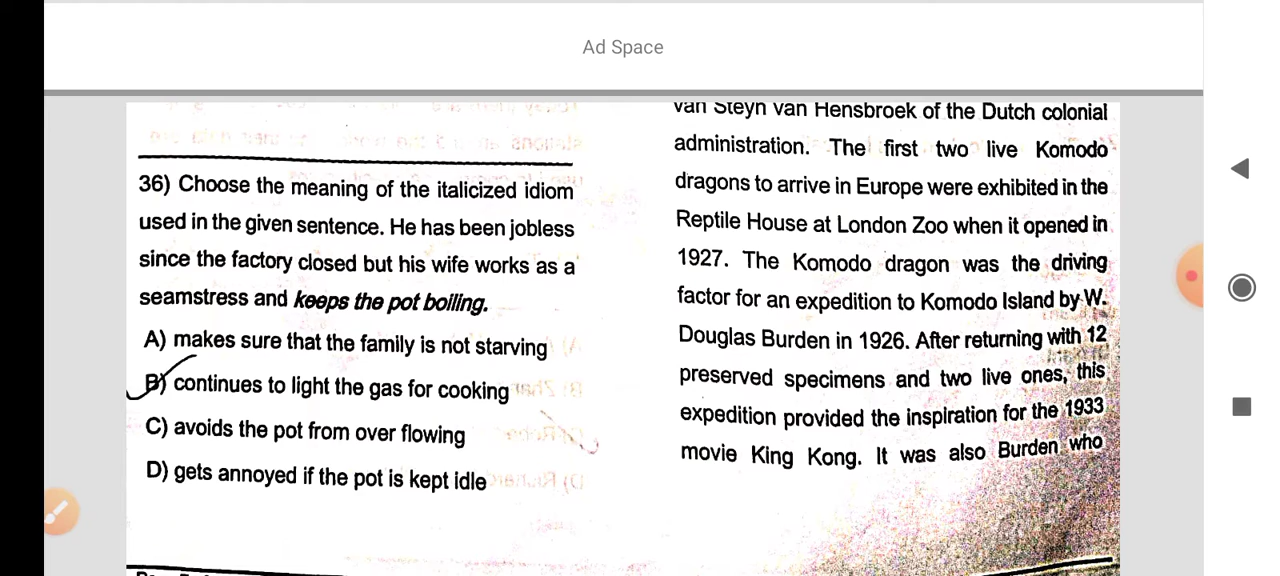 Ad Space
36) Choose the meaning of the italicized idiom
used in the given sentence. He has been jobless
since the factory closed but his wife works as a
seamstress and keeps the pot boiling.
A) makes sure that the family is not starving
B) continues to light the gas for cooking
C) avoids the pot from over flowing
D) gets annoyed if the pot is kept idle
van Steyn van Hensbroek of the Dutch colonial
administration. The first two live Komodo
dragons to arrive in Europe were exhibited in the
Reptile House at London Zoo when it opened in
1927. The Komodo dragon was the driving
factor for an expedition to Komodo Island by W.
Douglas Burden in 1926. After returning with 12
preserved specimens and two live ones, this
expedition provided the inspiration for the 1933
movie King Kong. It was also Burden who